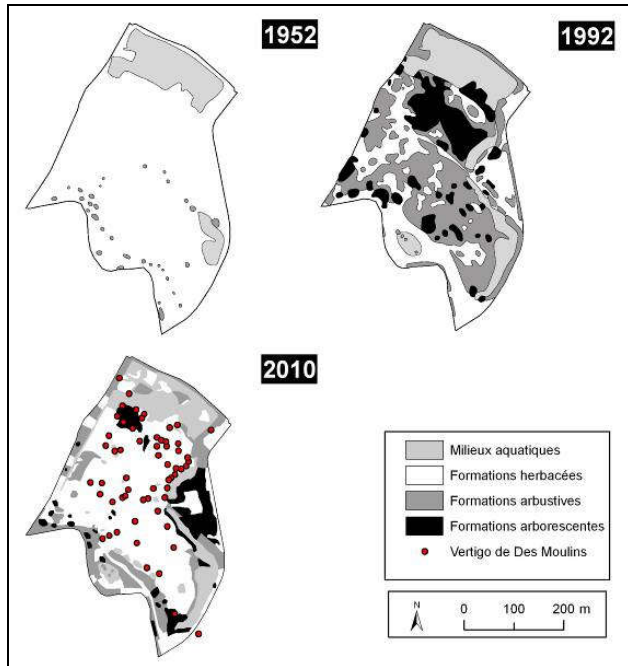 1952
1992
2010
Milieux aquatiques
Formations herbacées
Formations arbustives
Formations arborescentes
Vertigo de Des Moulins
N
0 100 200 m